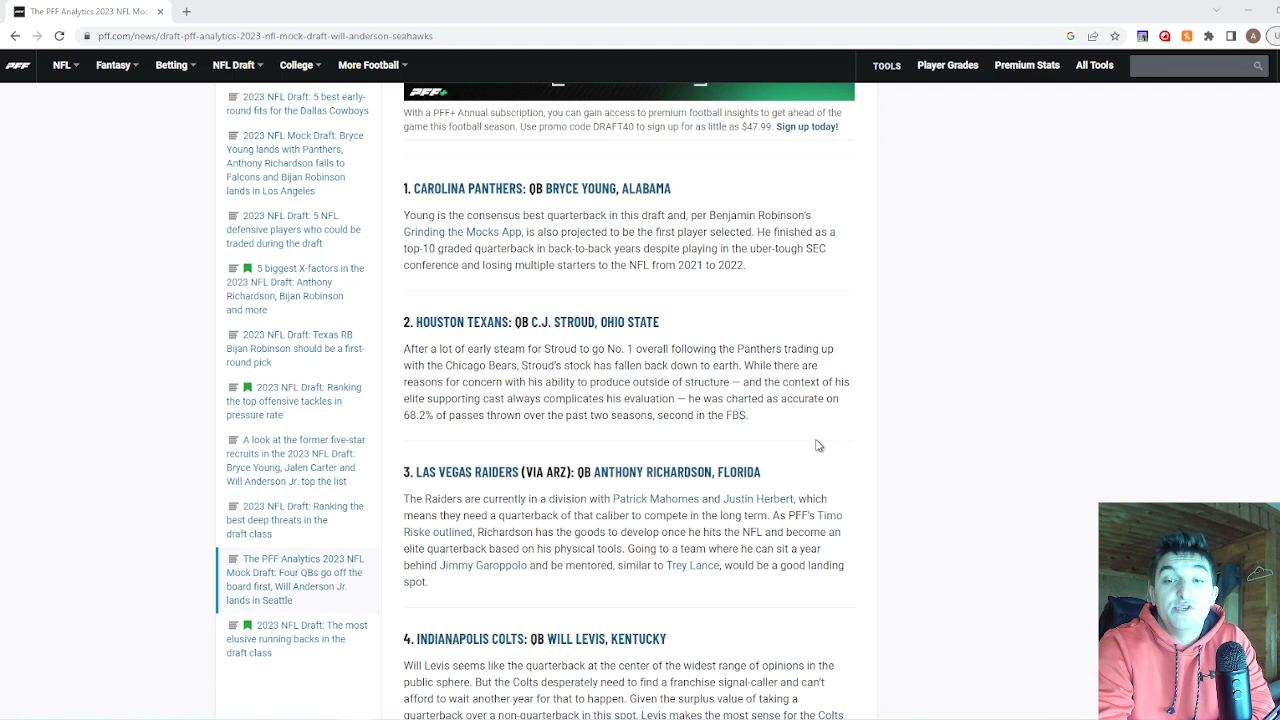 The PFF Analytics 2023 NFL Moc
pff.com/news/draft-pff-analytics-2023-nfl-mock-draft-will-anderson-seahawks
A
PFF
NFL
Fantasy
Betting
NFL Draft
College
More Football
TOOLS
Player Grades
Premium Stats
All Tools
2023 NFL Draft: 5 best early-
round fits for the Dallas Cowboys
2023 NFL Mock Draft: Bryce
Young lands with Panthers,
Anthony Richardson falls to
Falcons and Bijan Robinson
lands in Los Angeles
2023 NFL Draft: 5 NFL
defensive players who could be
traded during the draft
5 biggest X-factors in the
2023 NFL Draft: Anthony
Richardson, Bijan Robinson
and more
2023 NFL Draft: Texas RB
Bijan Robinson should be a first-
round pick
2023 NFL Draft: Ranking
the top offensive tackles in
pressure rate
A look at the former five-star
recruits in the 2023 NFL Draft:
Bryce Young, Jalen Carter and
Will Anderson Jr. top the list
2023 NFL Draft: Ranking the
best deep threats in the
draft class
The PFF Analytics 2023 NFL
Mock Draft: Four QBs go off the
board first, Will Anderson Jr.
lands in Seattle
2023 NFL Draft: The most
elusive running backs in the
draft class
PFF+
With a PFF+ Annual subscription, you can gain access to premium football insights to get ahead of the
game this football season. Use promo code DRAFT40 to sign up for as little as $47.99. Sign up today!
1. CAROLINA PANTHERS: QB BRYCE YOUNG, ALABAMA
Young is the consensus best quarterback in this draft and, per Benjamin Robinson's
Grinding the Mocks App, is also projected to be the first player selected. He finished as a
top-10 graded quarterback in back-to-back years despite playing in the uber-tough SEC
conference and losing multiple starters to the NFL from 2021 to 2022.
2. HOUSTON TEXANS: QB C.J. STROUD, OHIO STATE
After a lot of early steam for Stroud to go No. 1 overall following the Panthers trading up
with the Chicago Bears, Stroud's stock has fallen back down to earth. While there are
reasons for concern with his ability to produce outside of structure — and the context of his
elite supporting cast always complicates his evaluation — he was charted as accurate on
68.2% of passes thrown over the past two seasons, second in the FBS.
3. LAS VEGAS RAIDERS (VIA ARZ): QB ANTHONY RICHARDSON, FLORIDA
The Raiders are currently in a division with Patrick Mahomes and Justin Herbert, which
means they need a quarterback of that caliber to compete in the long term. As PFF's Timo
Riske outlined, Richardson has the goods to develop once he hits the NFL and become an
elite quarterback based on his physical tools. Going to a team where he can sit a year
behind Jimmy Garoppolo and be mentored, similar to Trey Lance, would be a good landing
spot.
4. INDIANAPOLIS COLTS: QB WILL LEVIS, KENTUCKY
Will Levis seems like the quarterback at the center of the widest range of opinions in the
public sphere. But the Colts desperately need to find a franchise signal-caller and can't
afford to wait another year for that to happen. Given the surplus value of taking a
quarterback over a non-quarterback in this spot, Levis makes the most sense for the Colts